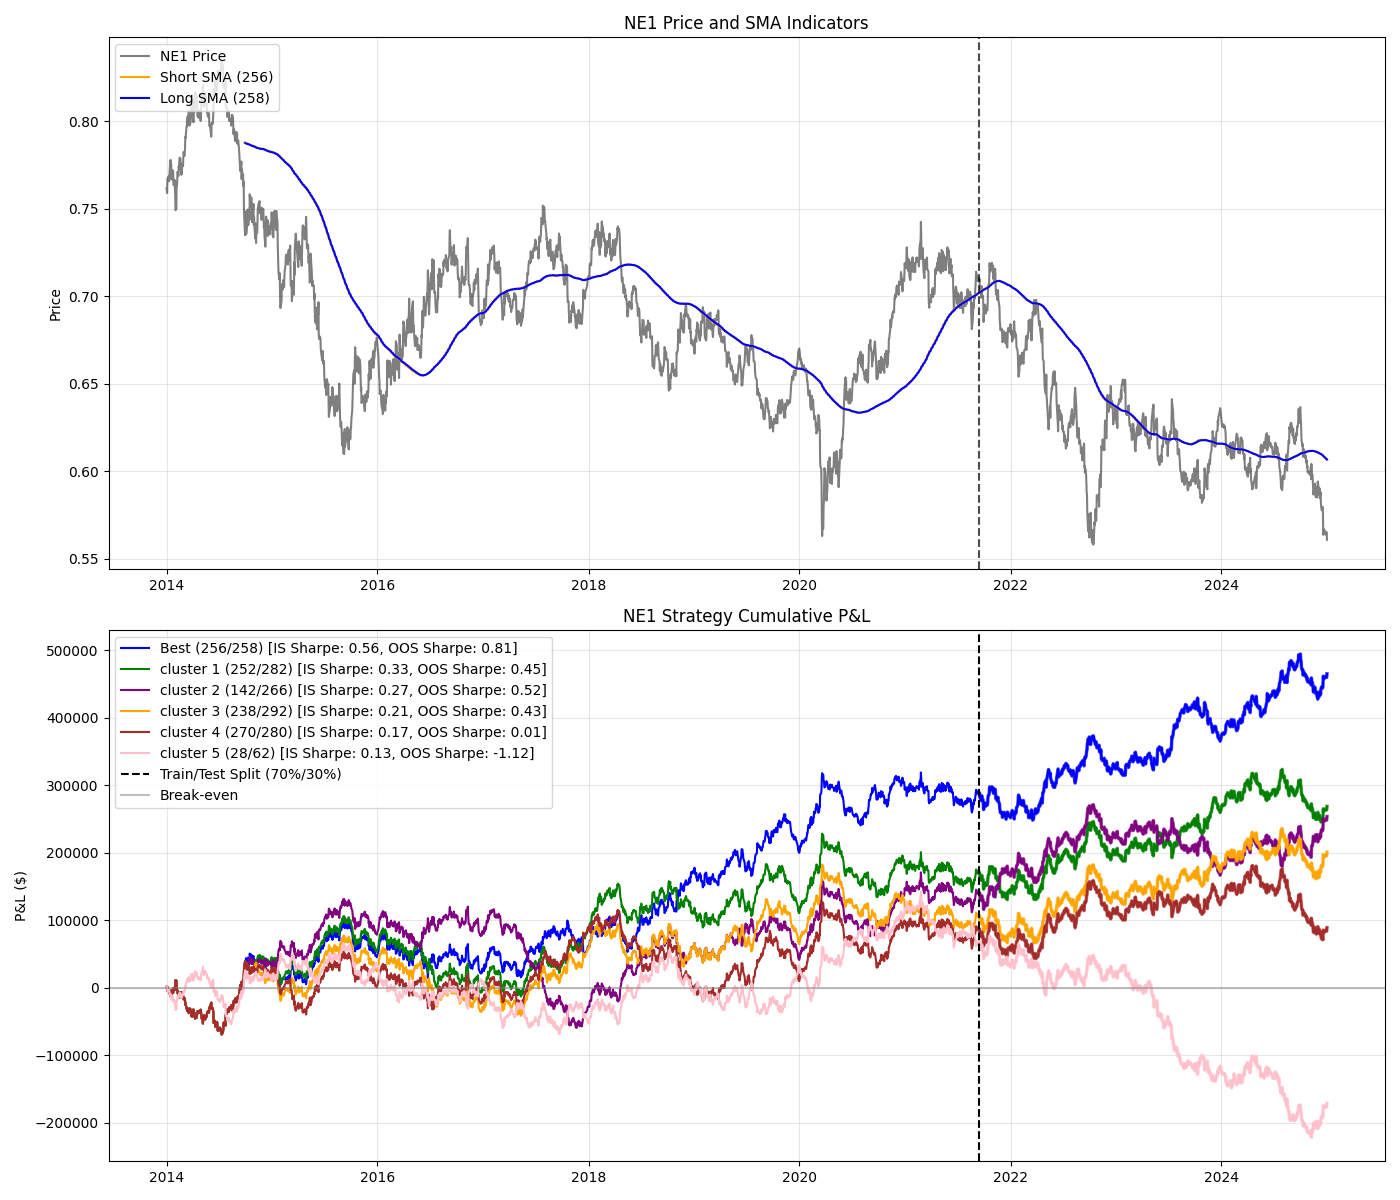 NE1 Price and SMA Indicators
NE1 Price
Short SMA (256)
Long SMA (258)
Price
0.80
0.75
0.70
0.65
0.60
0.55
2014
2016
2018
2020
2022
2024
NE1 Strategy Cumulative P&L
Best (256/258) [IS Sharpe: 0.56, OOS Sharpe: 0.81]
cluster 1 (252/282) [IS Sharpe: 0.33, OOS Sharpe: 0.45]
cluster 2 (142/266) [IS Sharpe: 0.27, OOS Sharpe: 0.52]
cluster 3 (238/292) [IS Sharpe: 0.21, OOS Sharpe: 0.43]
cluster 4 (270/280) [IS Sharpe: 0.17, OOS Sharpe: 0.01]
cluster 5 (28/62) [IS Sharpe: 0.13, OOS Sharpe: -1.12]
Train/Test Split (70%/30%)
Break-even
P&L ($)
500000
400000
300000
200000
100000
0
−100000
−200000
2014
2016
2018
2020
2022
2024